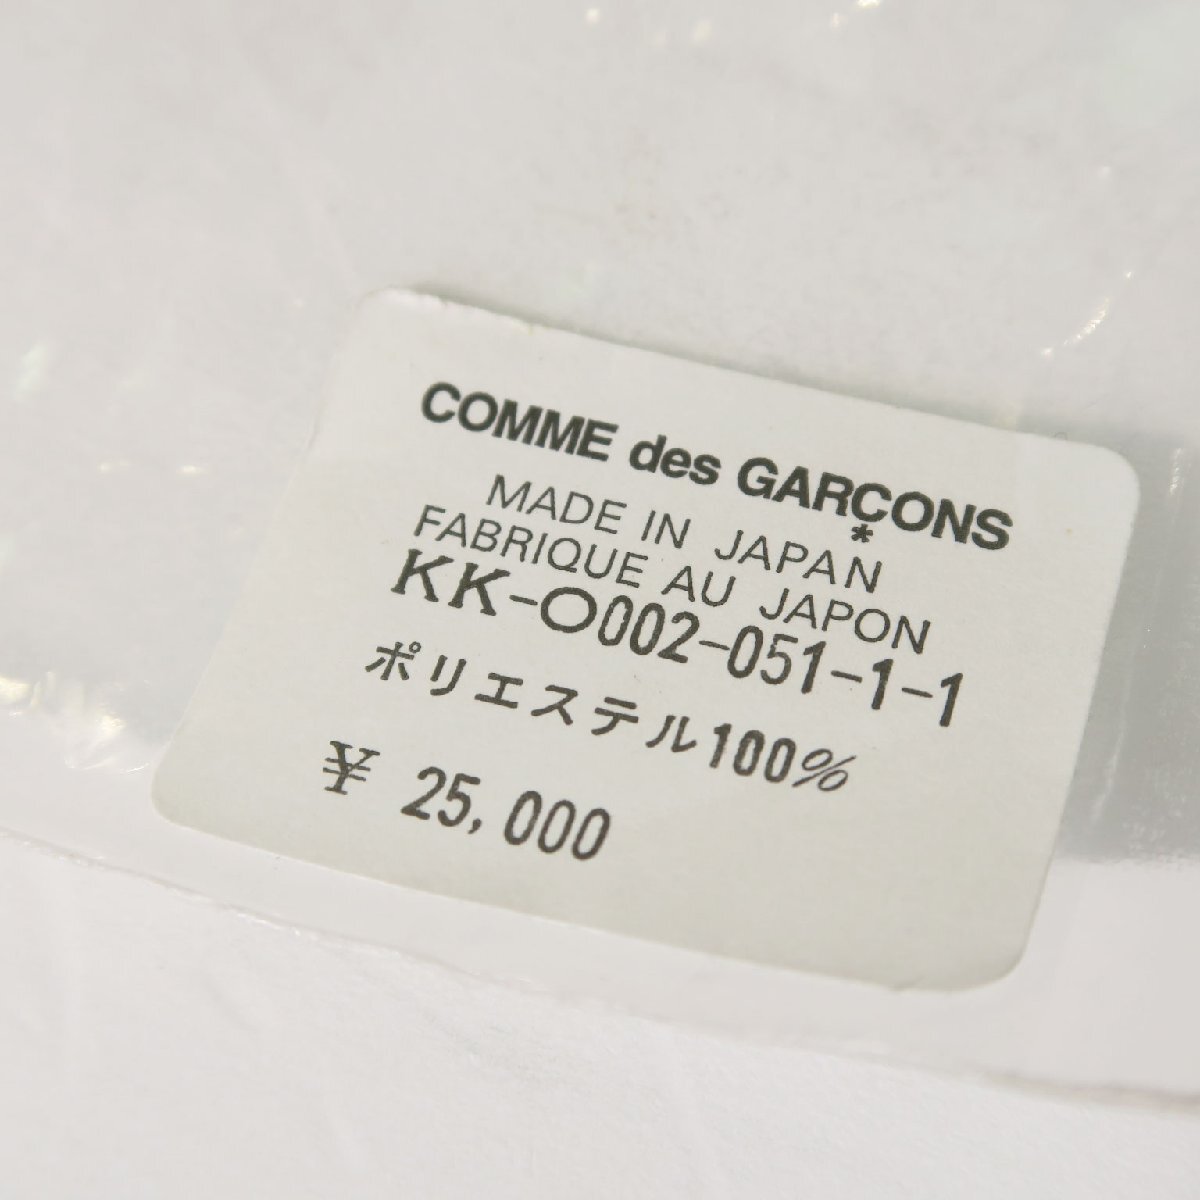 COMME des GARÇONS
*
MADE IN JAPAN
FABRIQUE AU JAPON
KK-O002-051-1-1
ポリエステル100%
¥ 25,000